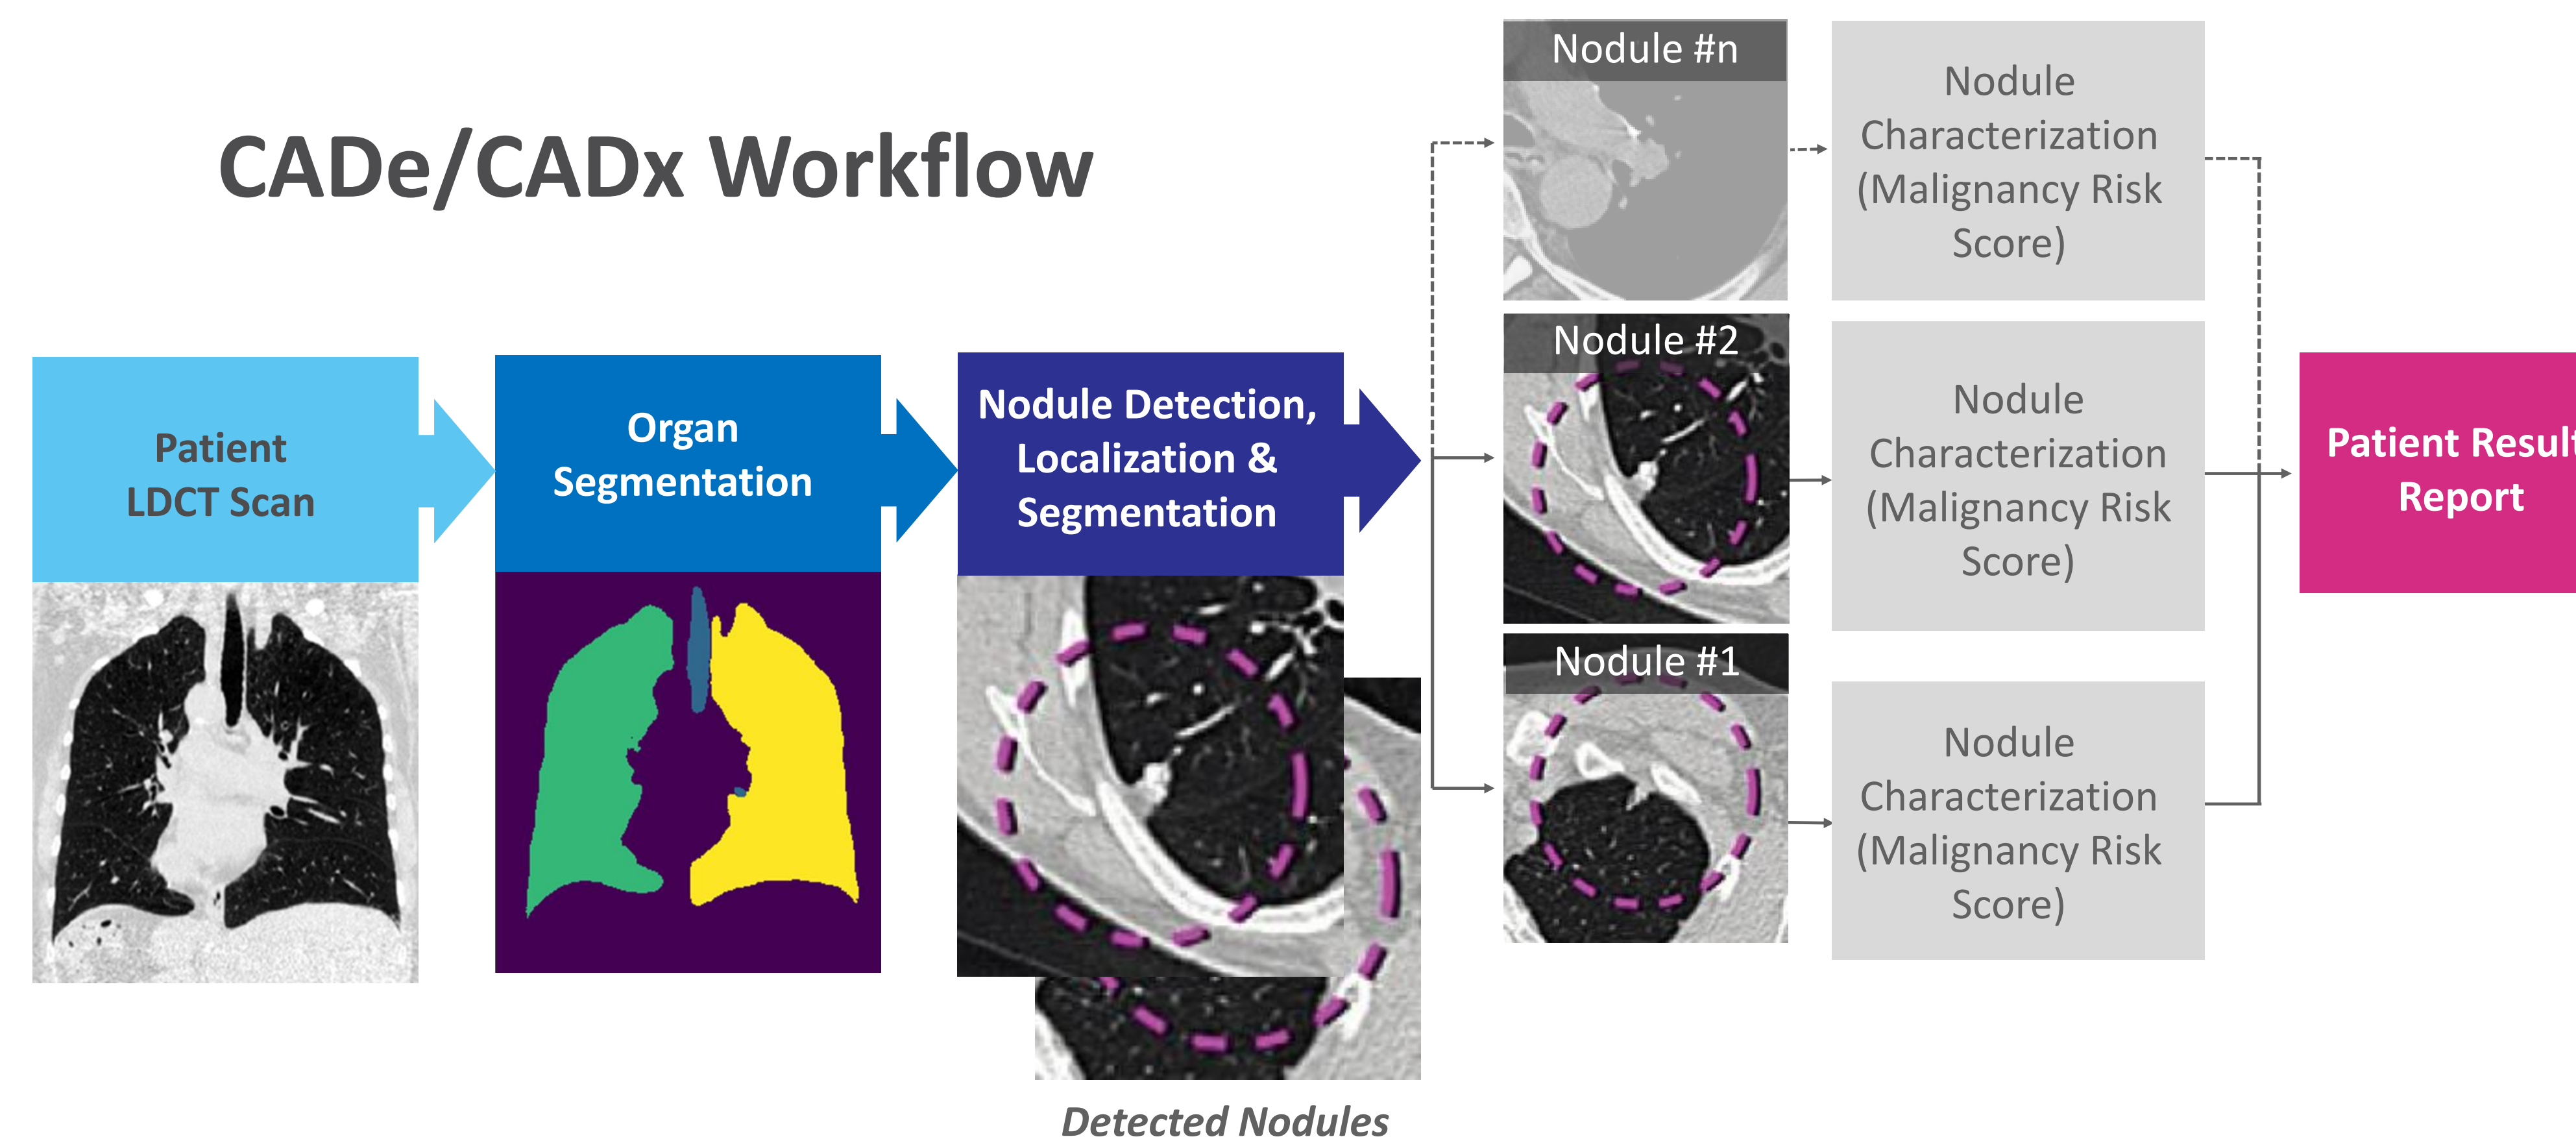 CADe/CADx Workflow
Patient
LDCT Scan
Organ
Segmentation
Nodule Detection,
Localization &
Segmentation
Detected Nodules
Nodule #n
Nodule
Characterization
(Malignancy Risk
Score)
Nodule #2
Nodule
Characterization
(Malignancy Risk
Score)
Nodule #1
Nodule
Characterization
(Malignancy Risk
Score)
Patient Result
Report